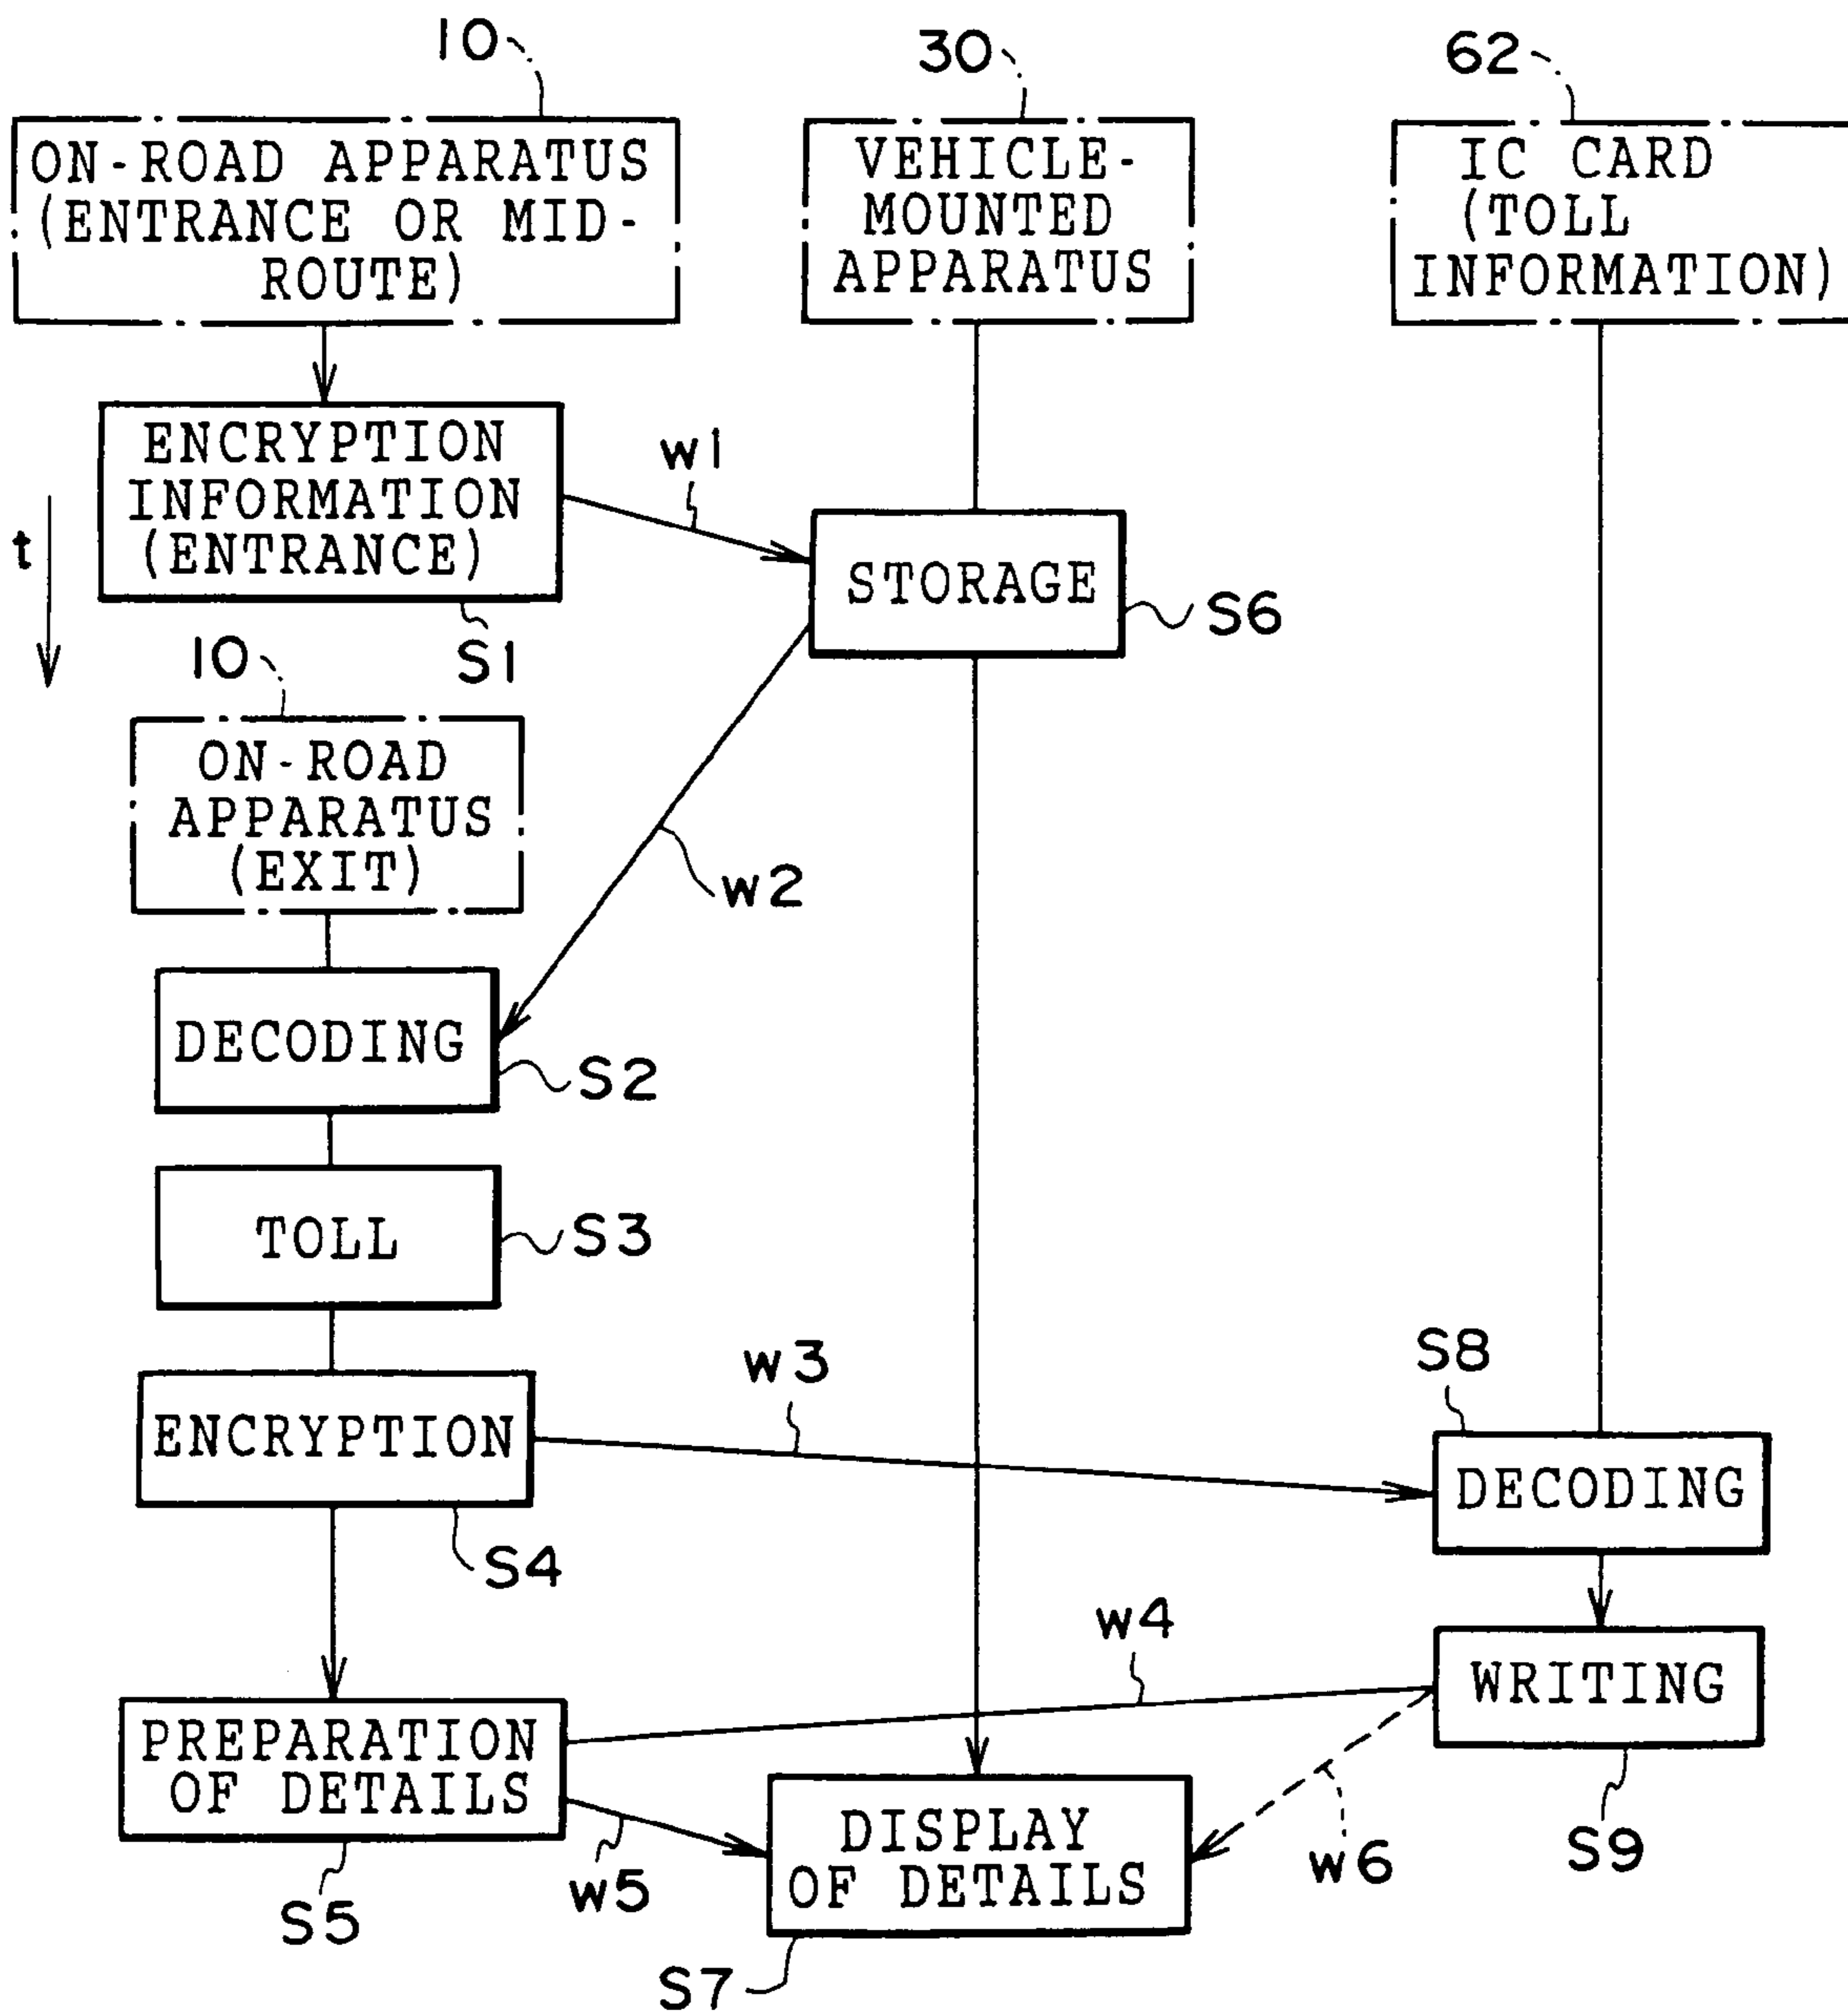 10
30
62
ON-ROAD APPARATUS
(ENTRANCE OR MID-
ROUTE)
VEHICLE-
MOUNTED
APPARATUS
IC CARD
(TOLL
INFORMATION)
ENCRYPTION
INFORMATION
(ENTRANCE)
w1
t
STORAGE
S6
S1
10
ON-ROAD
APPARATUS
(EXIT)
w2
DECODING
S2
TOLL
S3
w3
S8
ENCRYPTION
DECODING
S4
w4
WRITING
PREPARATION
OF DETAILS
DISPLAY
OF DETAILS
w5
w6
S9
S5
S7